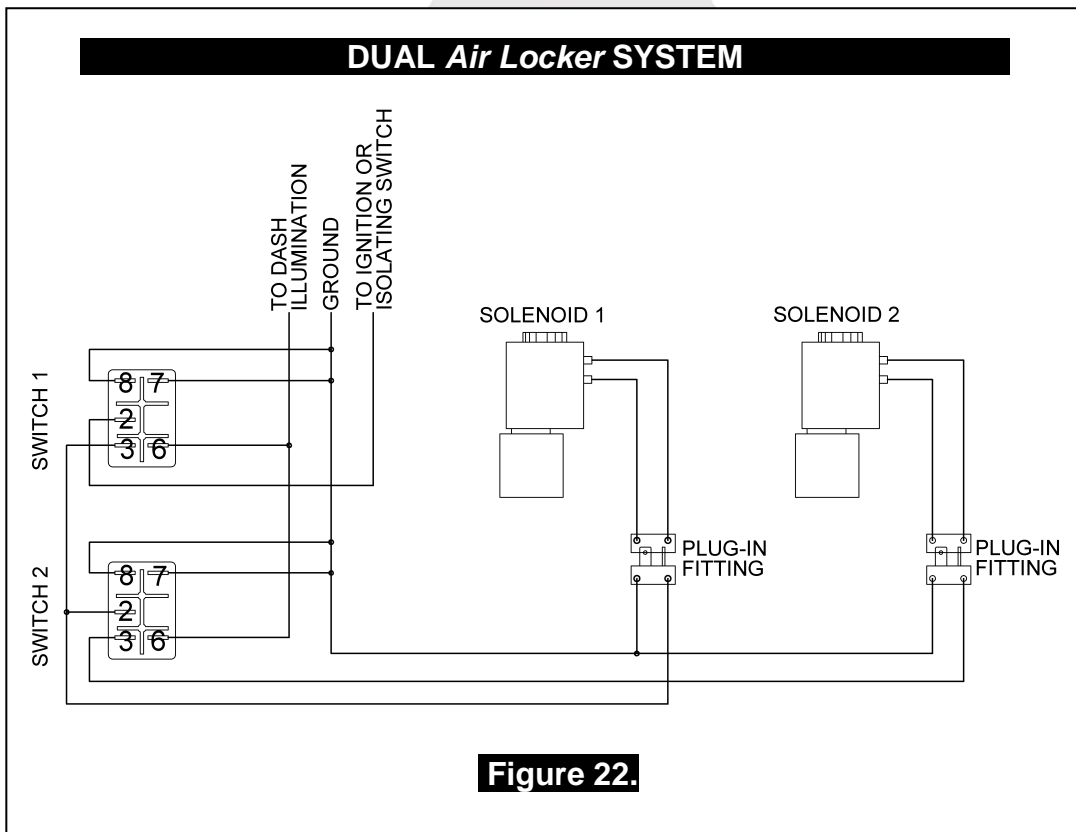 DUAL Air Locker SYSTEM
TO DASH
ILLUMINATION
GROUND
TO IGNITION OR
ISOLATING SWITCH
SOLENOID 1
SOLENOID 2
SWITCH 1
8 7
2
3 6
PLUG-IN
FITTING
PLUG-IN
FITTING
SWITCH 2
8 7
2
3 6
Figure 22.